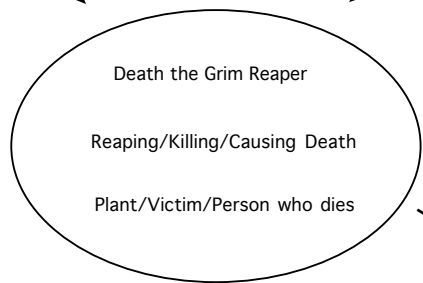 Death the Grim Reaper
Reaping/Killing/Causing Death
Plant/Victim/Person who dies